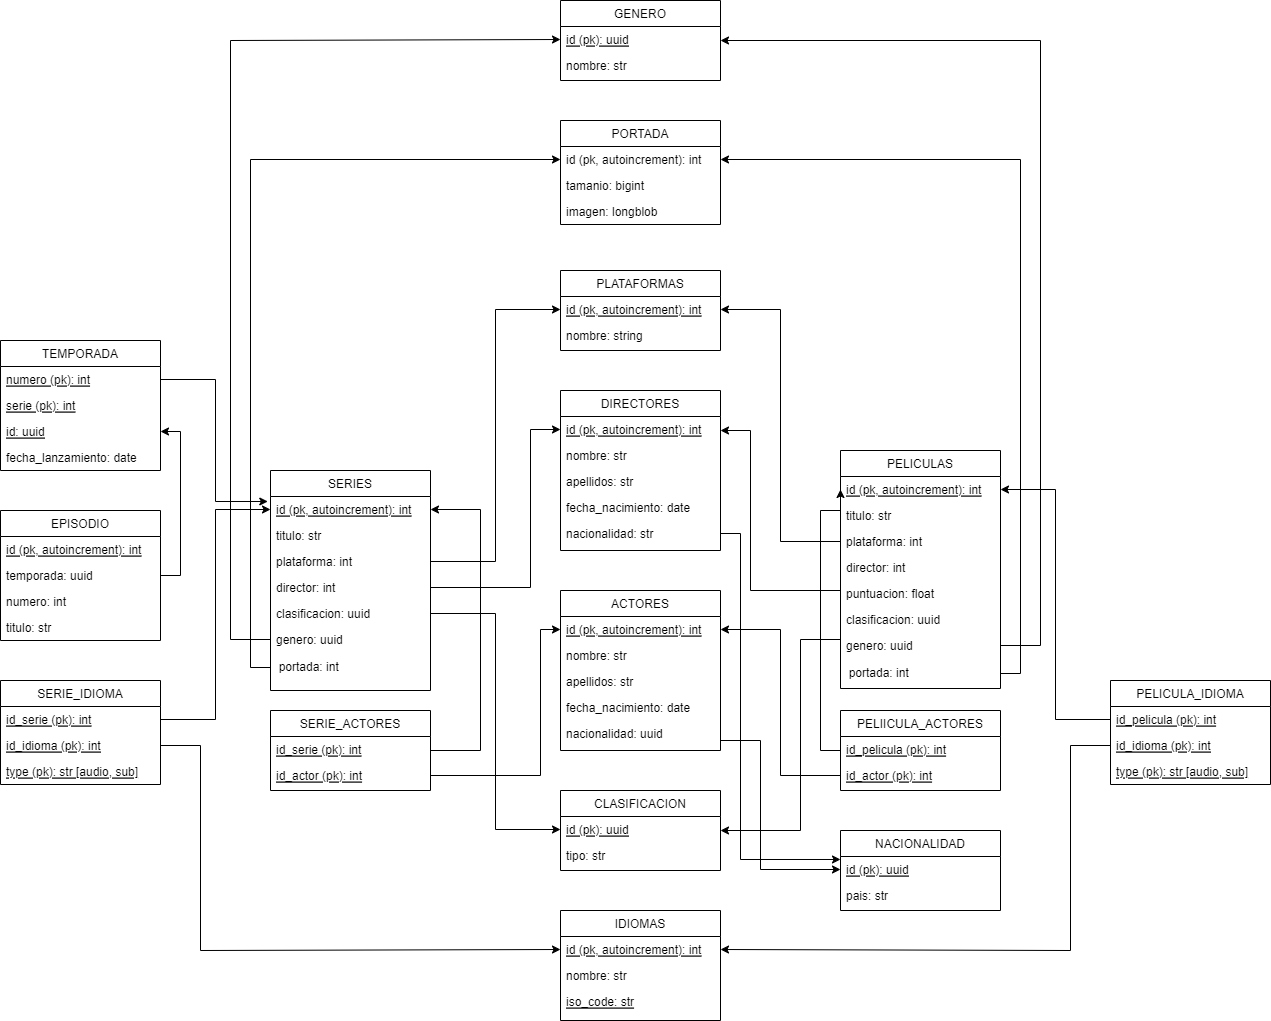 GENERO
id (pk): uuid
nombre: str
PORTADA
id (pk, autoincrement): int
tamanio: bigint
imagen: longblob
PLATAFORMAS
id (pk, autoincrement): int
nombre: string
TEMPORADA
numero (pk): int
serie (pk): int
id: uuid
fecha_lanzamiento: date
EPISODIO
id (pk, autoincrement): int
temporada: uuid
numero: int
titulo: str
SERIE_IDIOMA
id_serie (pk): int
id_idioma (pk): int
type (pk): str [audio, sub]
SERIES
id (pk, autoincrement): int
titulo: str
plataforma: int
director: int
clasificacion: uuid
genero: uuid
portada: int
SERIE_ACTORES
id_serie (pk): int
id_actor (pk): int
DIRECTORES
id (pk, autoincrement): int
nombre: str
apellidos: str
fecha_nacimiento: date
nacionalidad: str
ACTORES
id (pk, autoincrement): int
nombre: str
apellidos: str
fecha_nacimiento: date
nacionalidad: uuid
CLASIFICACION
id (pk): uuid
tipo: str
IDIOMAS
id (pk, autoincrement): int
nombre: str
iso_code: str
PELICULAS
id (pk, autoincrement): int
titulo: str
plataforma: int
director: int
puntuacion: float
clasificacion: uuid
genero: uuid
portada: int
PELIICULA_ACTORES
id_pelicula (pk): int
id_actor (pk): int
NACIONALIDAD
id (pk): uuid
pais: str
PELICULA_IDIOMA
id_pelicula (pk): int
id_idioma (pk): int
type (pk): str [audio, sub]